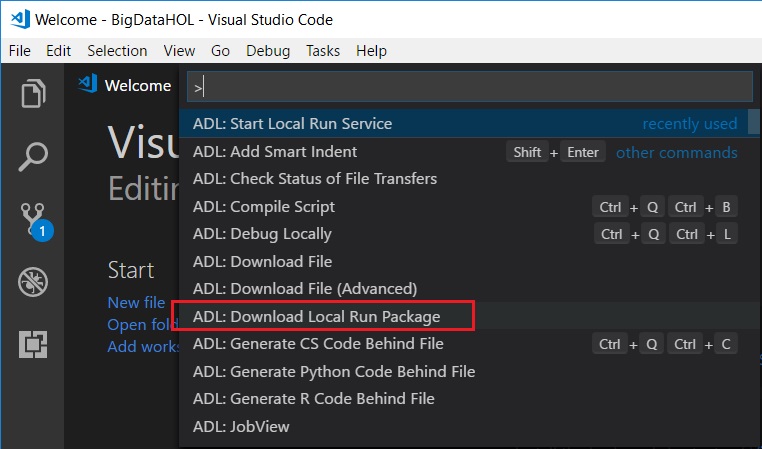 Welcome - BigDataHOL - Visual Studio Code
File Edit Selection View Go Debug Tasks Help
Welcome
>
ADL: Start Local Run Service recently used
ADL: Add Smart Indent Shift + Enter other commands
ADL: Check Status of File Transfers
ADL: Compile Script Ctrl + Q Ctrl + B
ADL: Debug Locally Ctrl + Q Ctrl + L
ADL: Download File
ADL: Download File (Advanced)
ADL: Download Local Run Package
ADL: Generate CS Code Behind File Ctrl + Q Ctrl + C
ADL: Generate Python Code Behind File
ADL: Generate R Code Behind File
ADL: JobView
Visu
Editin
1
Start
New file
Open fold
Add works